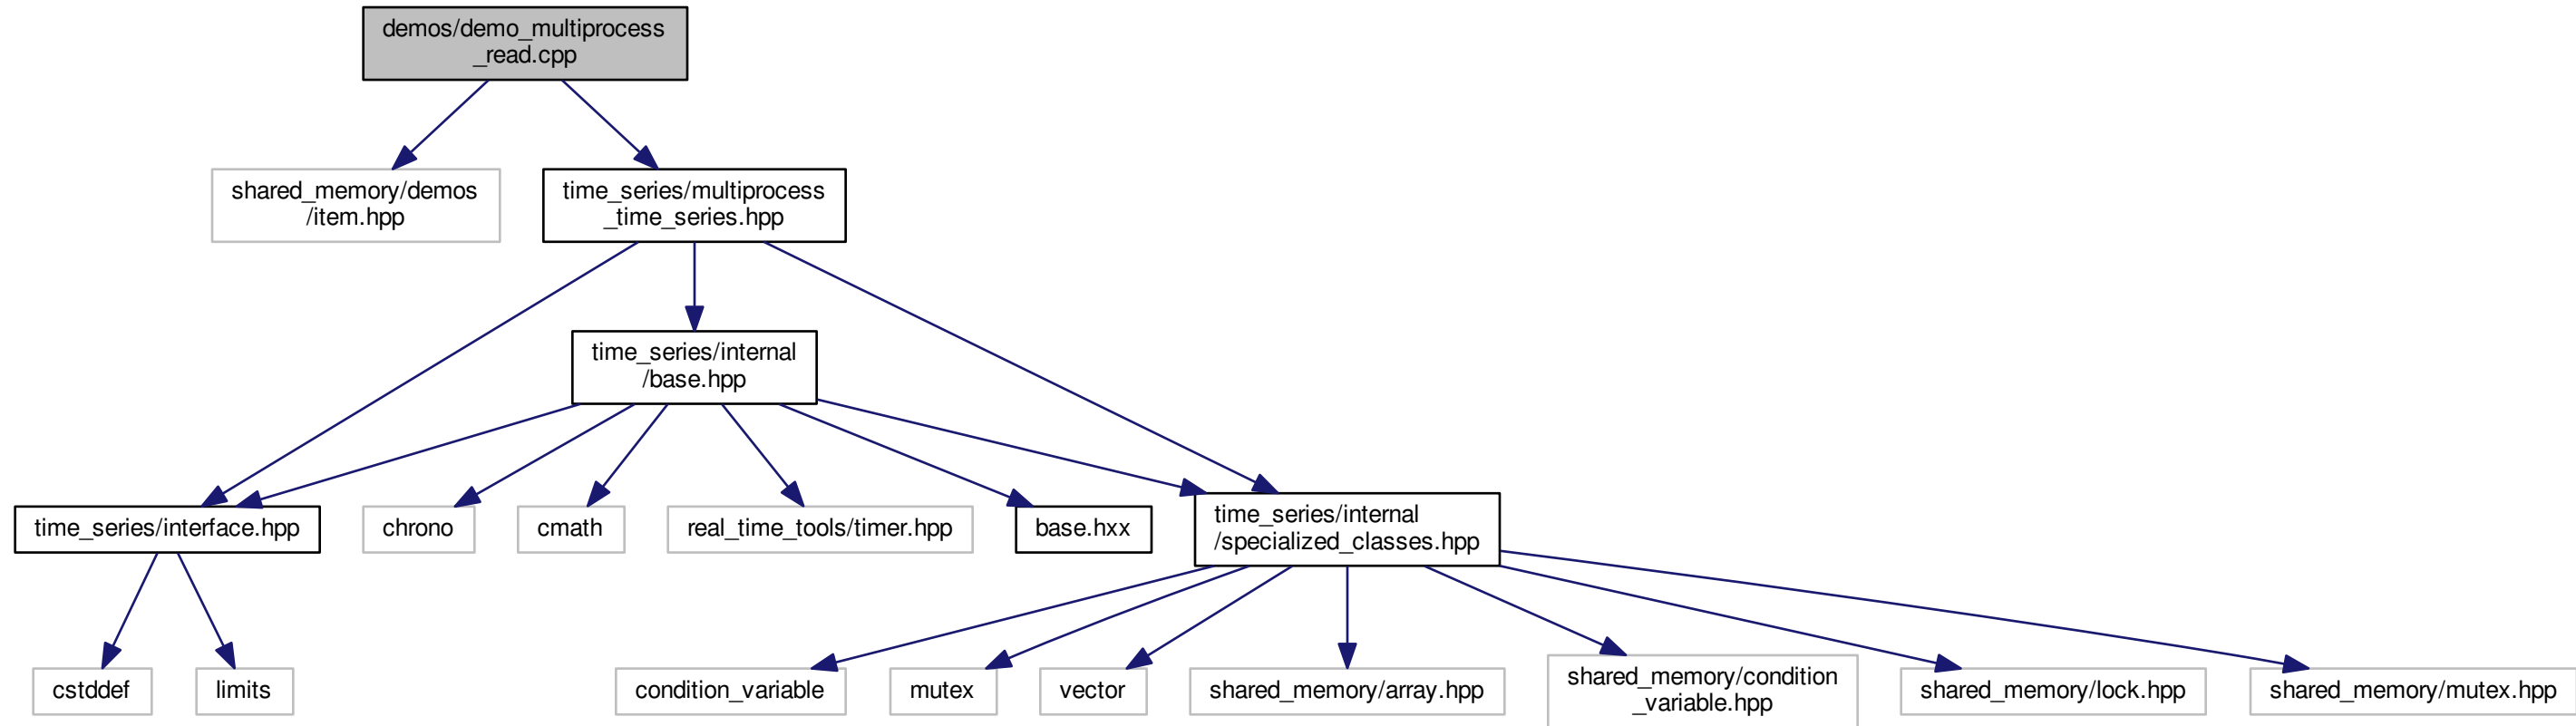 demos/demo_multiprocess
_read.cpp
shared_memory/demos
/item.hpp
time_series/multiprocess
_time_series.hpp
time_series/internal
/base.hpp
time_series/interface.hpp
chrono
cmath
real_time_tools/timer.hpp
base.hxx
time_series/internal
/specialized_classes.hpp
cstddef
limits
condition_variable
mutex
vector
shared_memory/array.hpp
shared_memory/condition
_variable.hpp
shared_memory/lock.hpp
shared_memory/mutex.hpp